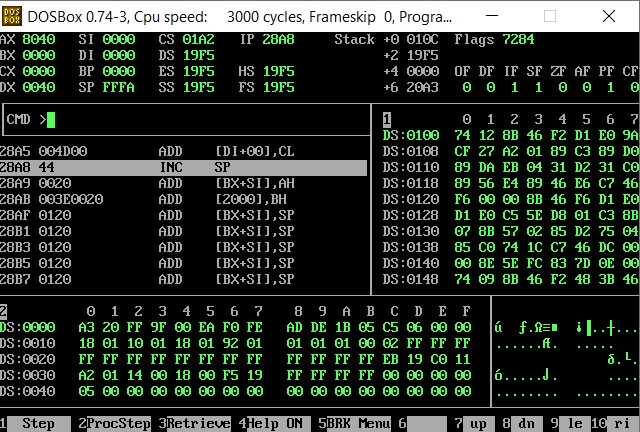 DOSBox 0.74-3, Cpu speed: 3000 cycles, Frameskip 0, Progra...
AX 8040 SI 0000 CS 01A2 IP 28A8 Stack +0 010C Flags 7284
BX 0000 DI 0000 DS 19F5 +2 19F5
CX 0000 BP 0000 ES 19F5 HS 19F5 +4 0000 OF DF IF SF ZF AF PF CF
DX 0040 SP FFFA SS 19F5 FS 19F5 +6 20A3 0 0 1 1 0 0 1 0
CMD >
1 0 1 2 3 4 5 6 7
DS:0100 74 12 8B 46 F2 D1 E0 9A
28A5 004D00 ADD [DI+00],CL DS:0108 CF 27 A2 01 89 C3 89 D0
28A8 44 INC SP DS:0110 89 DA EB 04 31 D2 31 C0
28A9 0020 ADD [BX+SI],AH DS:0118 89 56 E4 89 46 E6 C7 46
28AB 003E0020 ADD [2000],BH DS:0120 F6 00 00 8B 46 F6 D1 E0
28AF 0120 ADD [BX+SI],SP DS:0128 D1 E0 C5 5E D8 01 C3 8B
28B1 0120 ADD [BX+SI],SP DS:0130 07 8B 57 02 85 D2 75 04
28B3 0120 ADD [BX+SI],SP DS:0138 85 C0 74 1C C7 46 DC 00
28B5 0120 ADD [BX+SI],SP DS:0140 00 8E 5E FC 83 7D 0E 00
28B7 0120 ADD [BX+SI],SP DS:0148 74 09 8B 46 F2 48 3B 46
2 0 1 2 3 4 5 6 7 8 9 A B C D E F
DS:0000 A3 20 FF 9F 00 EA F0 FE AD DE 1B 05 C5 06 00 00 ú ƒ.Ω≡■ ¡▐..┼...
DS:0010 18 01 10 01 18 01 92 01 01 01 01 00 02 FF FF FF ......Æ. .....
DS:0020 FF FF FF FF FF FF FF FF FF FF FF FF EB 19 C0 11 δ.└.
DS:0030 A2 01 14 00 18 00 F5 19 FF FF FF FF 00 00 00 00 ó.....⌡. ....
DS:0040 05 00 00 00 00 00 00 00 00 00 00 00 00 00 00 00 ........ ........
1 Step 2ProcStep 3Retrieve 4Help ON 5BRK Menu 6 7 up 8 dn 9 le 10 ri